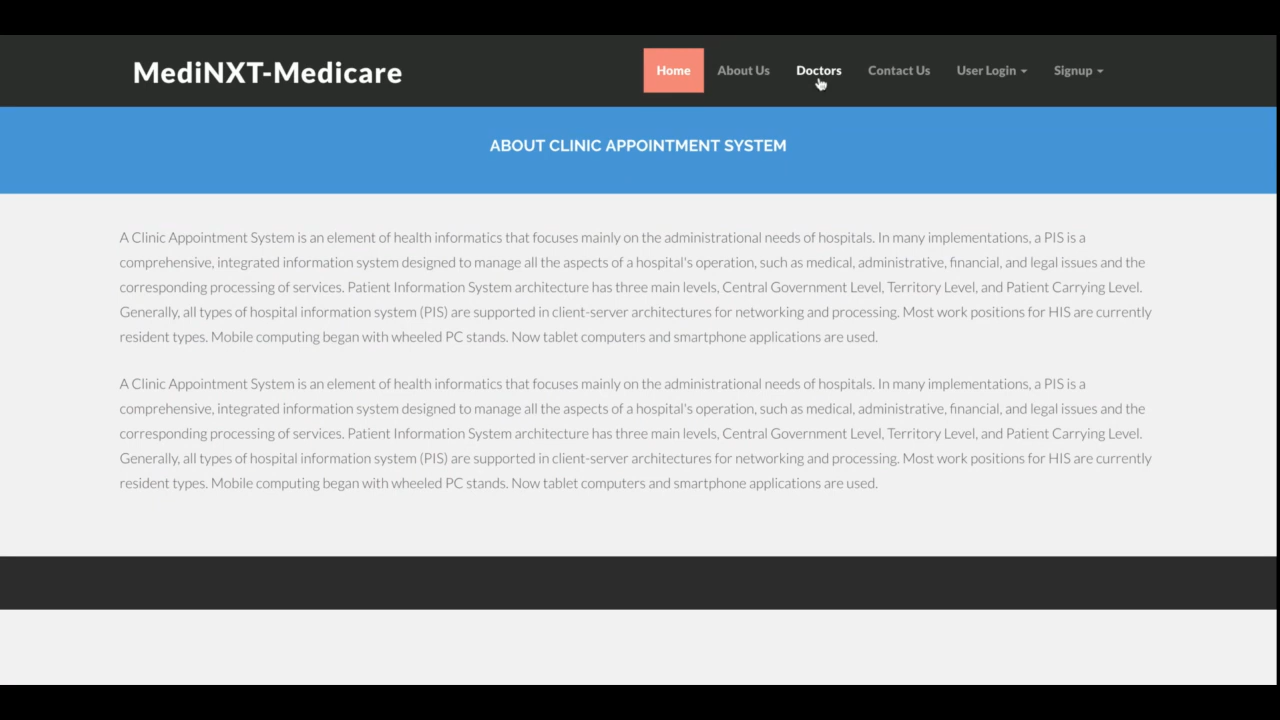 MediNXT-Medicare
Home About Us Doctors Contact Us User Login Signup
ABOUT CLINIC APPOINTMENT SYSTEM
A Clinic Appointment System is an element of health informatics that focuses mainly on the administrational needs of hospitals. In many implementations, a PIS is a
comprehensive, integrated information system designed to manage all the aspects of a hospital's operation, such as medical, administrative, financial, and legal issues and the
corresponding processing of services. Patient Information System architecture has three main levels, Central Government Level, Territory Level, and Patient Carrying Level.
Generally, all types of hospital information system (PIS) are supported in client-server architectures for networking and processing. Most work positions for HIS are currently
resident types. Mobile computing began with wheeled PC stands. Now tablet computers and smartphone applications are used.
A Clinic Appointment System is an element of health informatics that focuses mainly on the administrational needs of hospitals. In many implementations, a PIS is a
comprehensive, integrated information system designed to manage all the aspects of a hospital's operation, such as medical, administrative, financial, and legal issues and the
corresponding processing of services. Patient Information System architecture has three main levels, Central Government Level, Territory Level, and Patient Carrying Level.
Generally, all types of hospital information system (PIS) are supported in client-server architectures for networking and processing. Most work positions for HIS are currently
resident types. Mobile computing began with wheeled PC stands. Now tablet computers and smartphone applications are used.